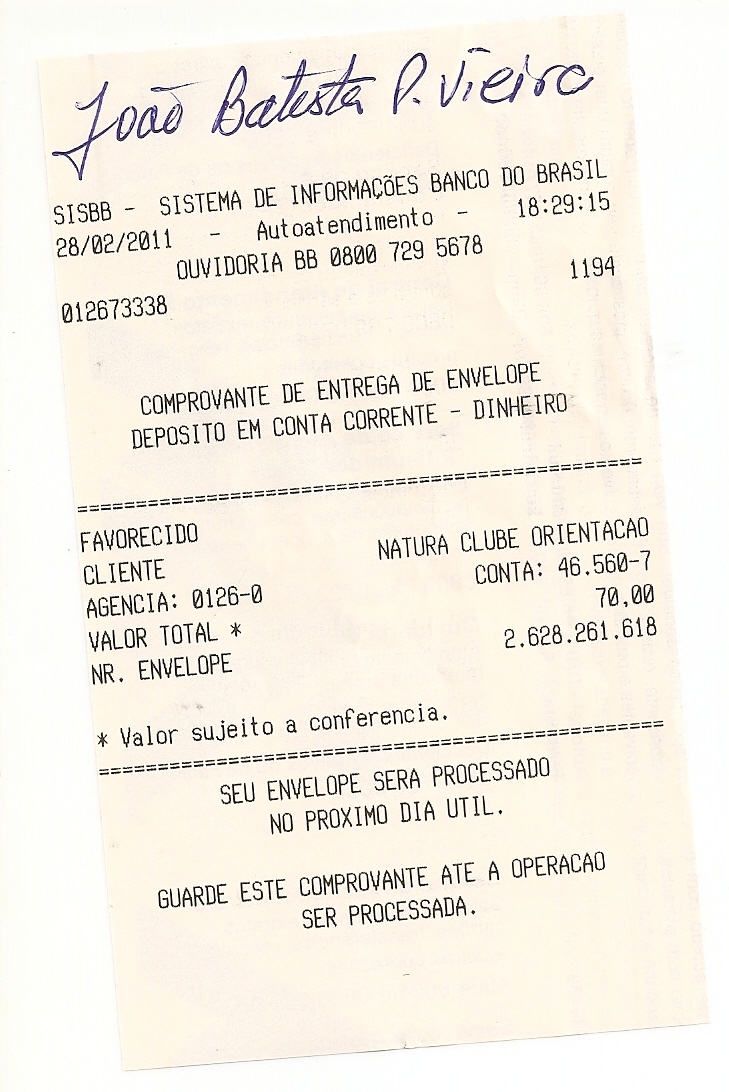 João Batista P. Vieira
SISBB - SISTEMA DE INFORMAÇÕES BANCO DO BRASIL
28/02/2011 - Autoatendimento - 18:29:15
OUVIDORIA BB 0800 729 5678
012673338 1194
COMPROVANTE DE ENTREGA DE ENVELOPE
DEPOSITO EM CONTA CORRENTE - DINHEIRO
================================================
FAVORECIDO
CLIENTE NATURA CLUBE ORIENTACAO
AGENCIA: 0126-0 CONTA: 46.560-7
VALOR TOTAL * 70,00
NR. ENVELOPE 2.628.261.618
* Valor sujeito a conferencia.
================================================
SEU ENVELOPE SERA PROCESSADO
NO PROXIMO DIA UTIL.
GUARDE ESTE COMPROVANTE ATE A OPERACAO
SER PROCESSADA.